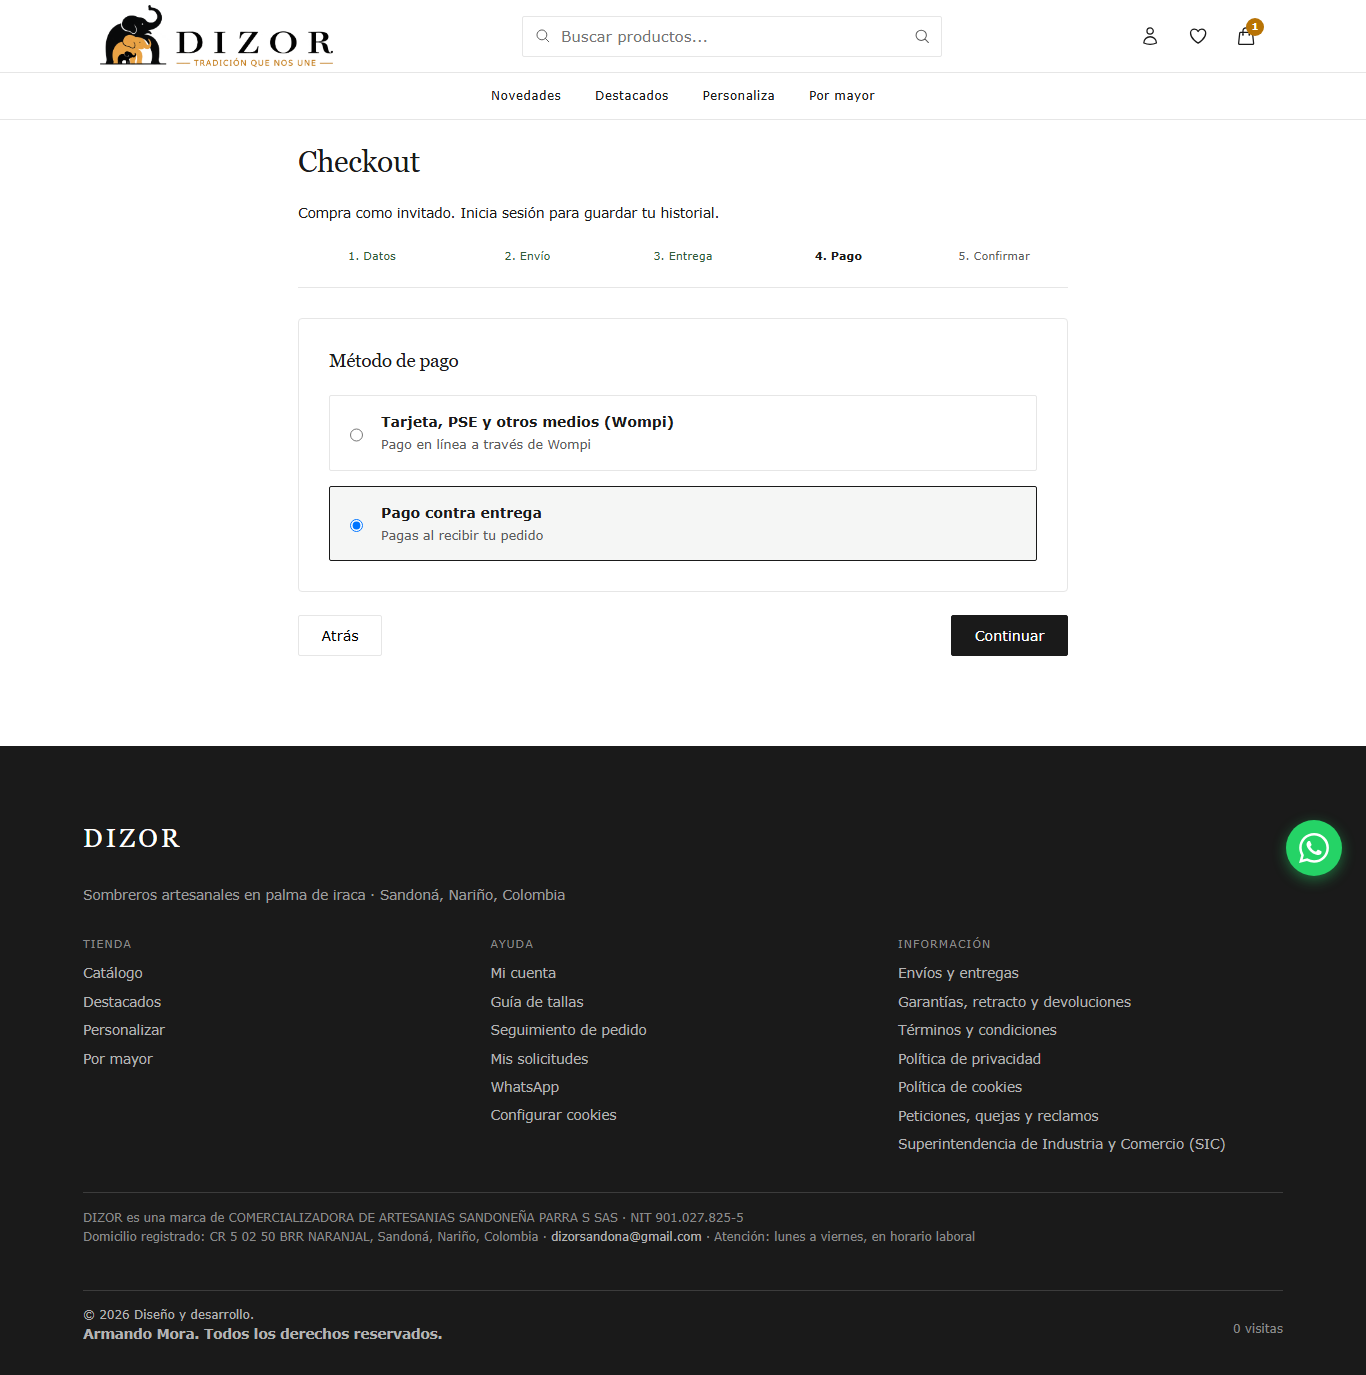 DIZOR
TRADICIÓN QUE NOS UNE
Buscar productos...
1
Novedades
Destacados
Personaliza
Por mayor
Checkout
Compra como invitado. Inicia sesión para guardar tu historial.
1. Datos
2. Envío
3. Entrega
4. Pago
5. Confirmar
Método de pago
Tarjeta, PSE y otros medios (Wompi)
Pago en línea a través de Wompi
Pago contra entrega
Pagas al recibir tu pedido
Atrás
Continuar
DIZOR
Sombreros artesanales en palma de iraca · Sandoná, Nariño, Colombia
TIENDA
Catálogo
Destacados
Personalizar
Por mayor
AYUDA
Mi cuenta
Guía de tallas
Seguimiento de pedido
Mis solicitudes
WhatsApp
Configurar cookies
INFORMACIÓN
Envíos y entregas
Garantías, retracto y devoluciones
Términos y condiciones
Política de privacidad
Política de cookies
Peticiones, quejas y reclamos
Superintendencia de Industria y Comercio (SIC)
DIZOR es una marca de COMERCIALIZADORA DE ARTESANIAS SANDONEÑA PARRA S SAS · NIT 901.027.825-5
Domicilio registrado: CR 5 02 50 BRR NARANJAL, Sandoná, Nariño, Colombia · dizorsandona@gmail.com · Atención: lunes a viernes, en horario laboral
© 2026 Diseño y desarrollo.
Armando Mora. Todos los derechos reservados.
0 visitas